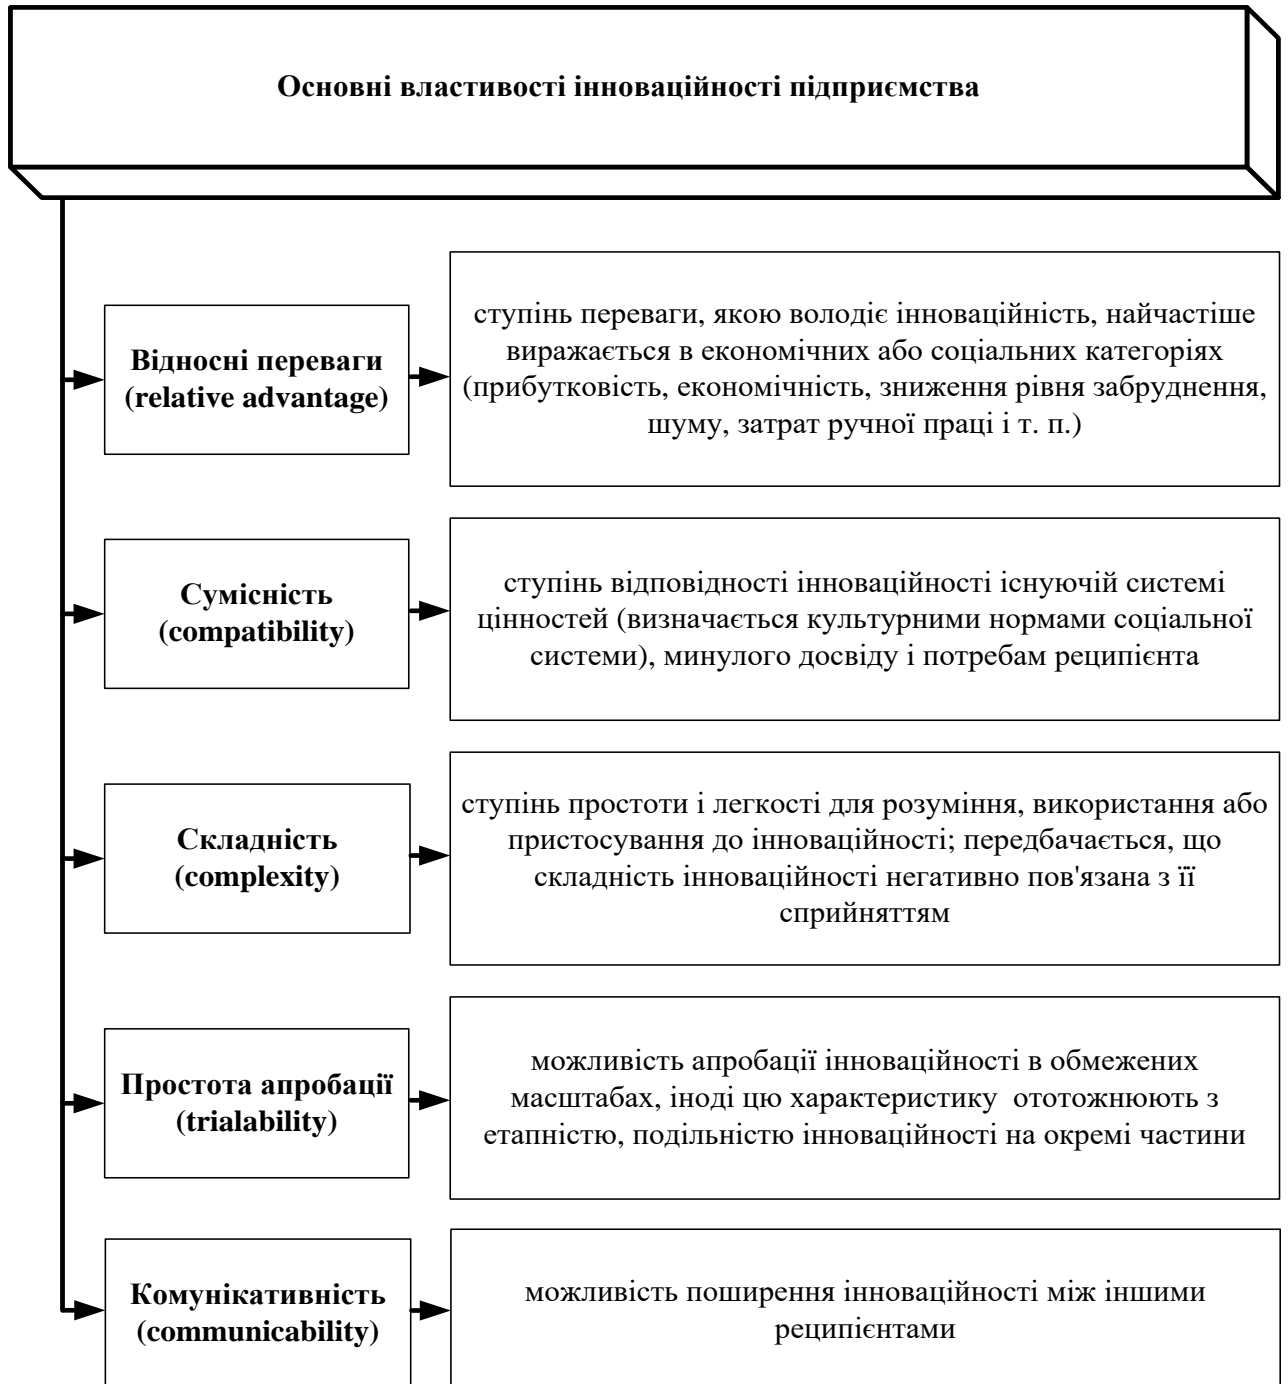 Основні властивості інноваційності підприємства
Відносні переваги
(relative advantage)
ступінь переваги, якою володіє інноваційність, найчастіше
виражається в економічних або соціальних категоріях
(прибутковість, економічність, зниження рівня забруднення,
шуму, затрат ручної праці і т. п.)
Сумісність
(compatibility)
ступінь відповідності інноваційності існуючій системі
цінностей (визначається культурними нормами соціальної
системи), минулого досвіду і потребам реципієнта
Складність
(complexity)
ступінь простоти і легкості для розуміння, використання або
пристосування до інноваційності; передбачається, що
складність інноваційності негативно пов'язана з її
сприйняттям
Простота апробації
(trialability)
можливість апробації інноваційності в обмежених
масштабах, іноді цю характеристику  ототожнюють з
етапністю, подільністю інноваційності на окремі частини
Комунікативність
(communicability)
можливість поширення інноваційності між іншими
реципієнтами